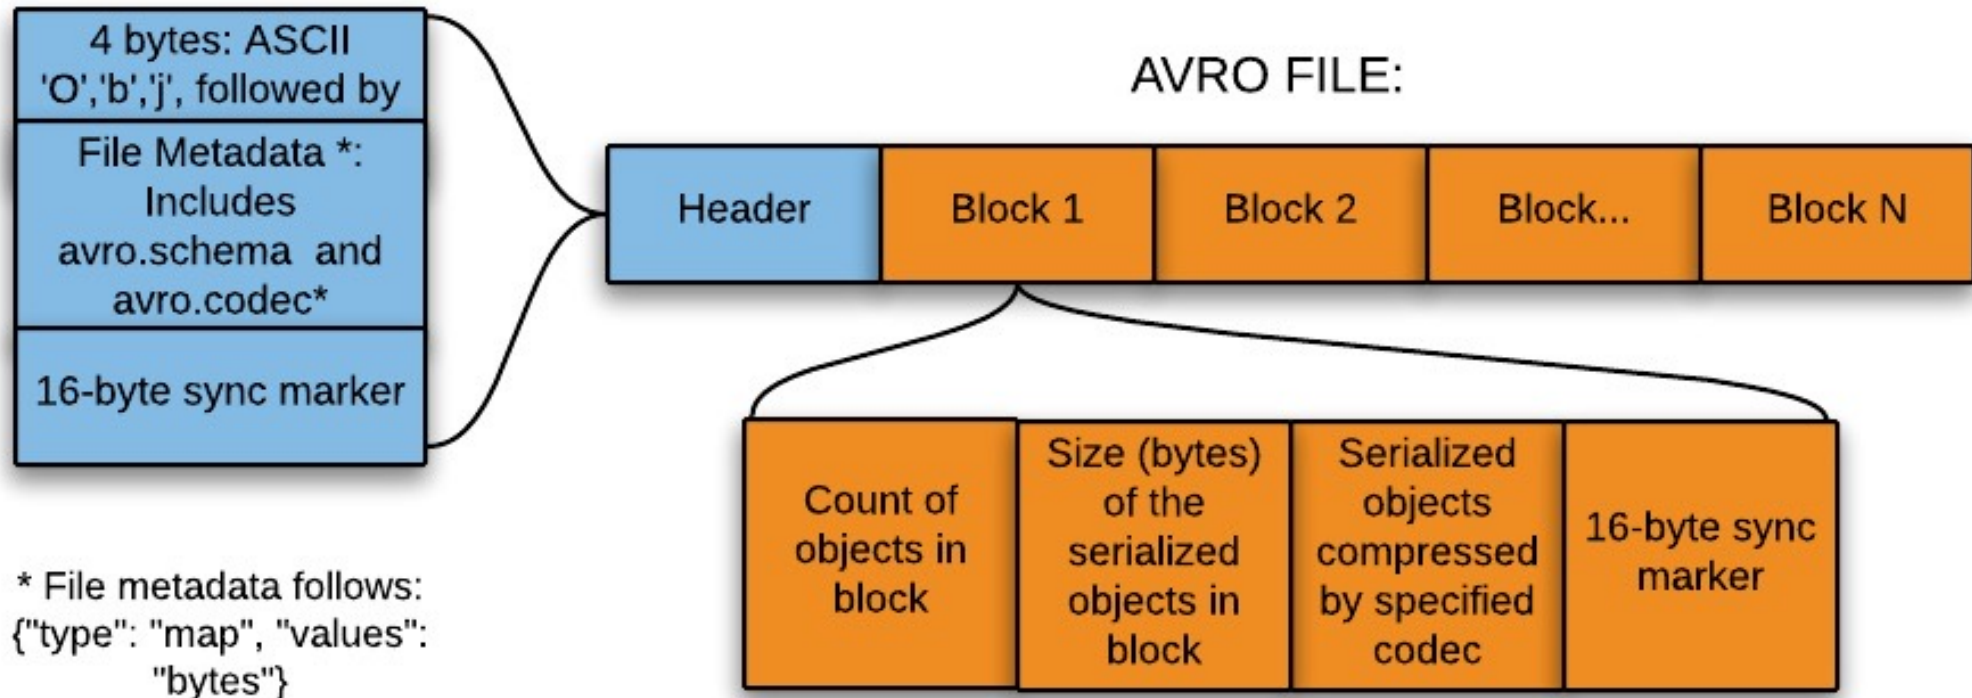 4 bytes: ASCII
'O','b','j', followed by
File Metadata *:
Includes
avro.schema and
avro.codec*
16-byte sync marker
* File metadata follows:
{"type": "map", "values":
"bytes"}
AVRO FILE:
Header
Block 1
Block 2
Block...
Block N
Count of
objects in
block
Size (bytes)
of the
serialized
objects in
block
Serialized
objects
compressed
by specified
codec
16-byte sync
marker